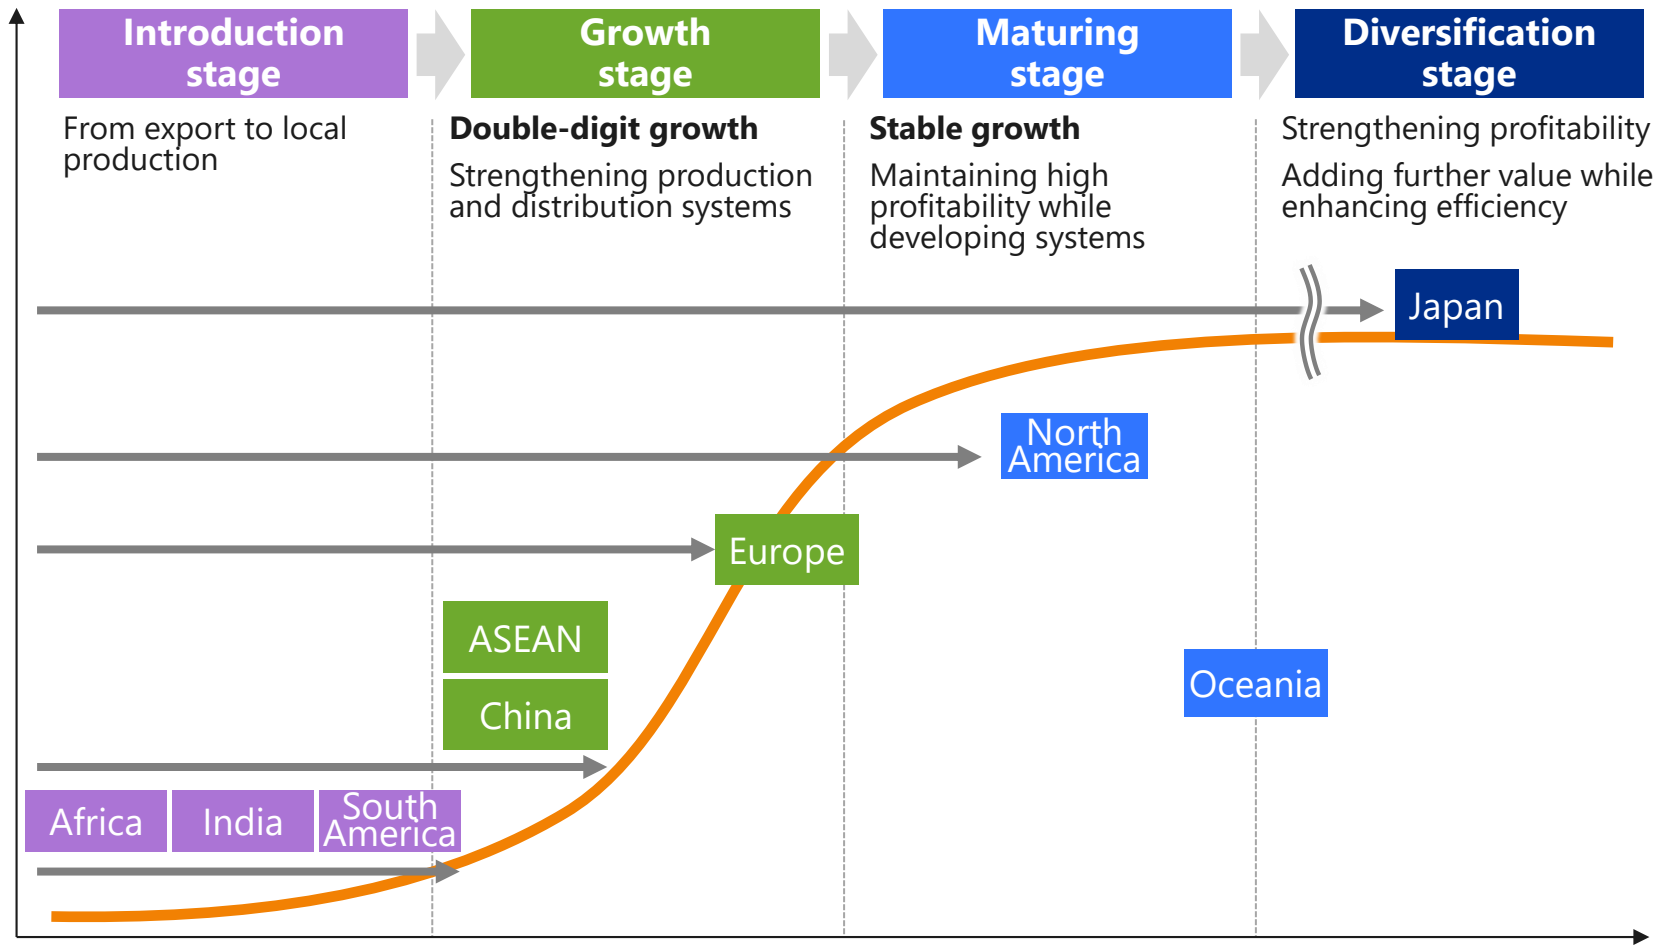 Introduction
stage
Growth
stage
Maturing
stage
Diversification
stage
From export to local
production
Double-digit growth
Strengthening production
and distribution systems
Stable growth
Maintaining high
profitability while
developing systems
Strengthening profitability
Adding further value while
enhancing efficiency
Japan
North
America
Europe
ASEAN
China
Oceania
Africa
India
South
America